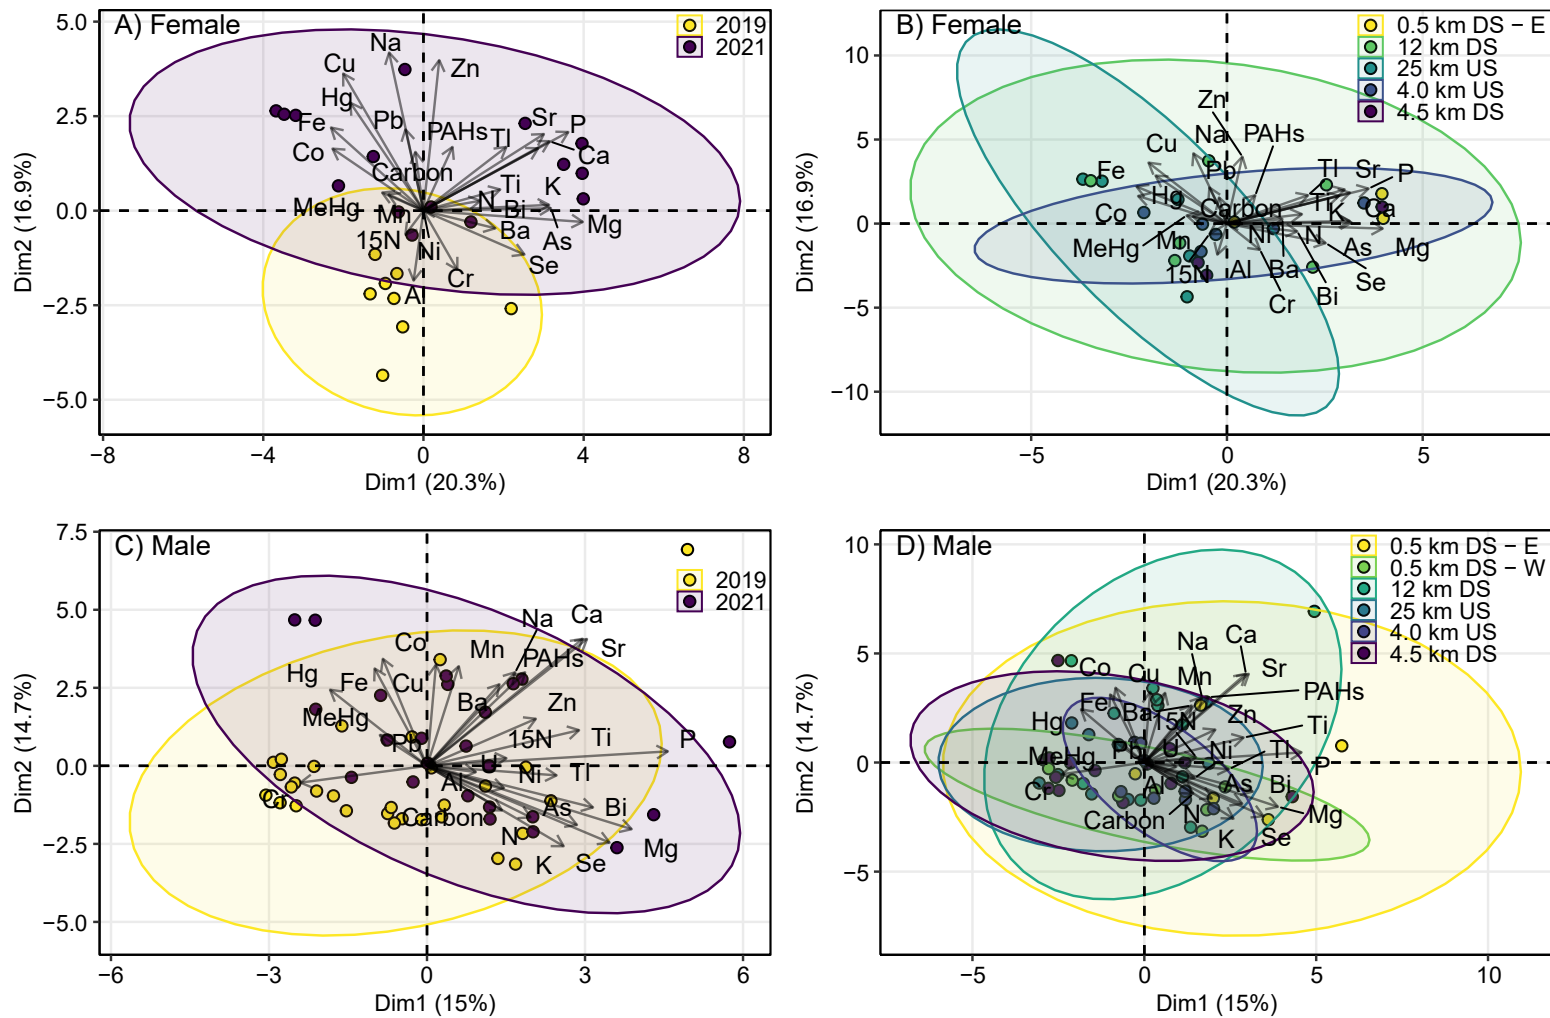 A) Female
2019
2021
5.0
2.5
0.0
−2.5
−5.0
Dim2 (16.9%)
Na
Zn
Cu
Hg
Fe
Pb
PAHs
Tl
Sr
P
Co
Ca
Carbon
Ti
K
MeHg
Mn
N
Bi
Mg
15N
Ni
Ba
As
Se
Cr
Al
−8
−4
0
4
8
Dim1 (20.3%)
B) Female
0.5 km DS − E
12 km DS
25 km US
4.0 km US
4.5 km DS
10
5
0
−5
−10
Dim2 (16.9%)
Zn
Cu
Na
PAHs
Fe
Pb
Tl
Sr
P
Hg
Co
Carbon
Ti
K
Ca
MeHg
Mn
Ni
N
As
Mg
15N
Al
Ba
Se
Cr
Bi
−5
0
5
Dim1 (20.3%)
C) Male
2019
2021
7.5
5.0
2.5
0.0
−2.5
−5.0
Dim2 (14.7%)
Na
Ca
Co
Mn
Sr
Hg
Fe
Cu
PAHs
MeHg
Ba
Zn
Pb
15N
Ti
P
U
Ni
Tl
Cr
Al
As
Bi
Carbon
N
K
Se
Mg
−6
−3
0
3
6
Dim1 (15%)
D) Male
0.5 km DS − E
0.5 km DS − W
12 km DS
25 km US
4.0 km US
4.5 km DS
10
5
0
−5
Dim2 (14.7%)
Na
Ca
Co
Cu
Mn
Sr
Fe
PAHs
Hg
Ba
15N
Zn
Ti
MeHg
Pb
U
Ni
Tl
P
Cr
Al
As
Bi
Carbon
N
Mg
K
Se
−5
0
5
10
Dim1 (15%)